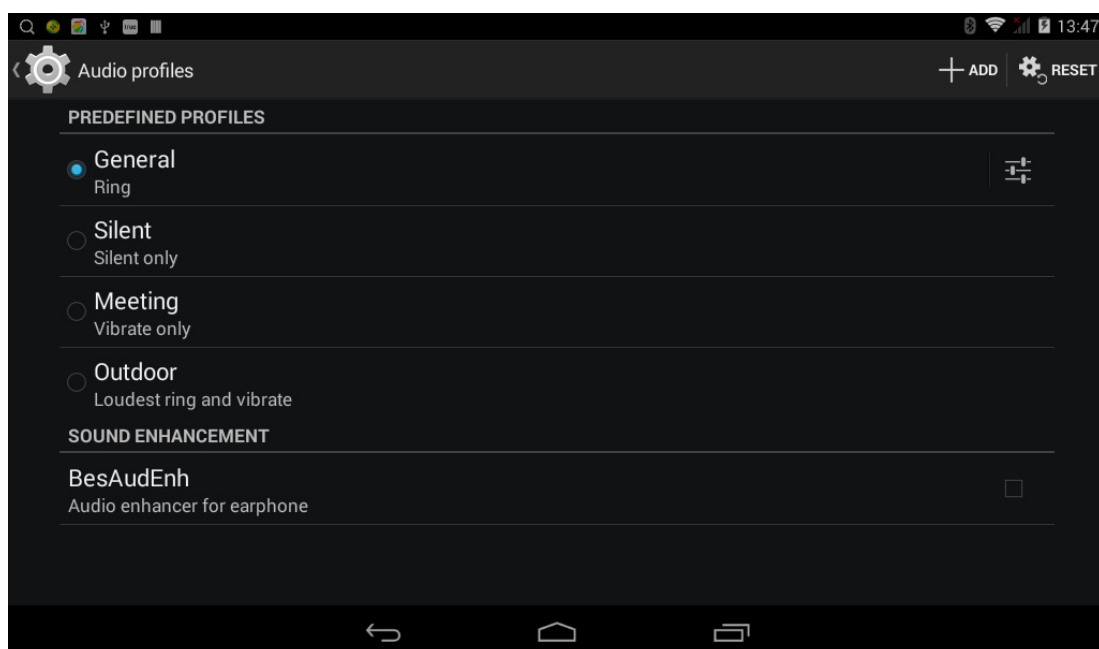 13:47
Audio profiles
ADD
RESET
PREDEFINED PROFILES
General
Ring
Silent
Silent only
Meeting
Vibrate only
Outdoor
Loudest ring and vibrate
SOUND ENHANCEMENT
BesAudEnh
Audio enhancer for earphone